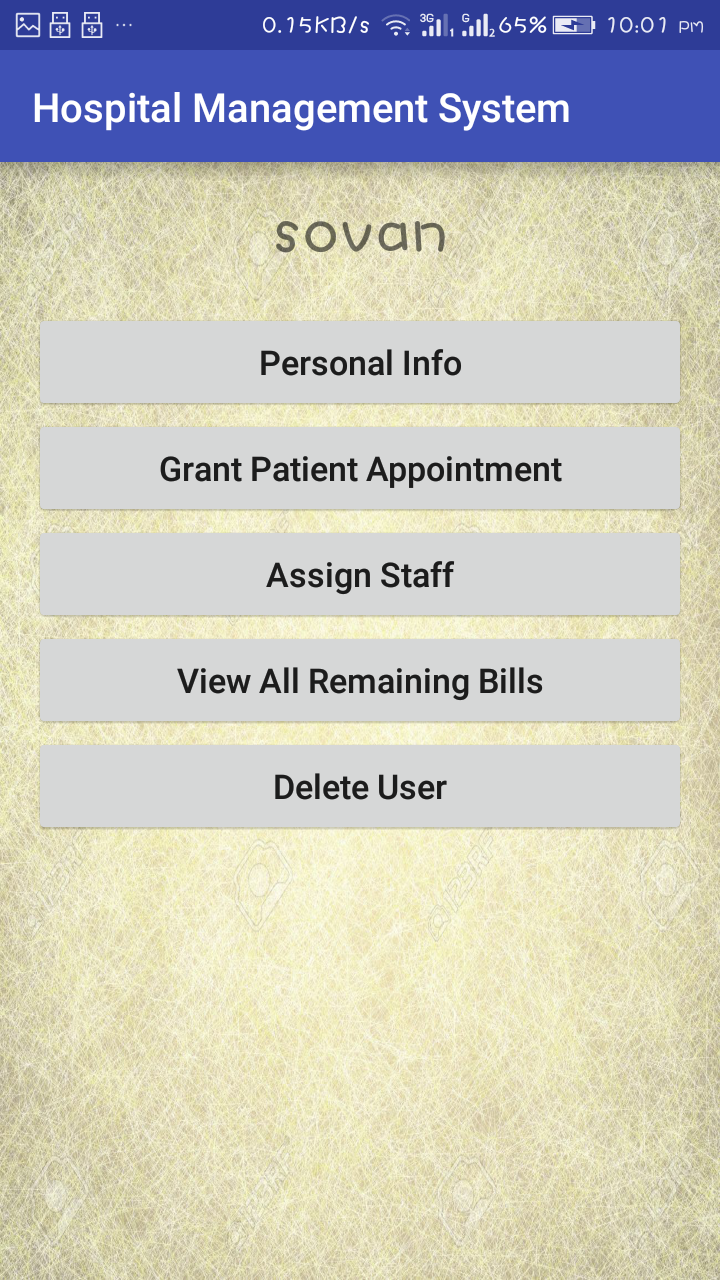 0.15KB/s 3G 1 G 2 65% 10:01 PM
Hospital Management System
sovan
Personal Info
Grant Patient Appointment
Assign Staff
View All Remaining Bills
Delete User
123RF